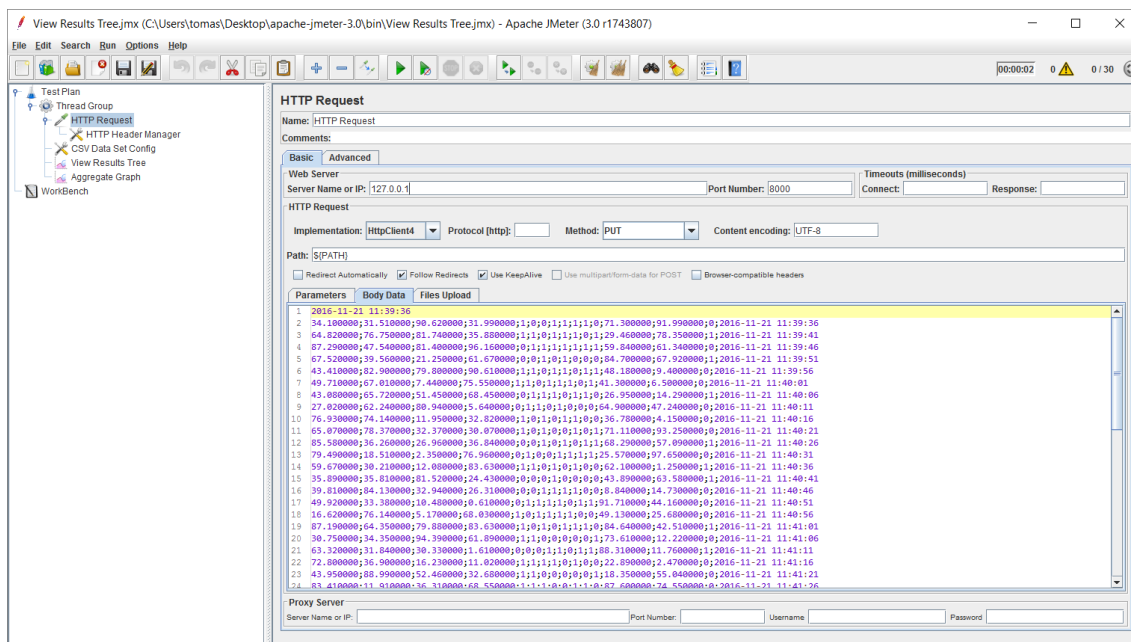 View Results Tree.jmx (C:\Users\tomas\Desktop\apache-jmeter-3.0\bin\View Results Tree.jmx) - Apache JMeter (3.0 r1743807)
File Edit Search Run Options Help
00:00:02 0 0 / 30
Test Plan
Thread Group
HTTP Request
HTTP Header Manager
CSV Data Set Config
View Results Tree
Aggregate Graph
WorkBench
HTTP Request
Name: HTTP Request
Comments:
Basic Advanced
Web Server Timeouts (milliseconds)
Server Name or IP: 127.0.0.1 Port Number: 8000 Connect: Response:
HTTP Request
Implementation: HttpClient4 Protocol [http]: Method: PUT Content encoding: UTF-8
Path: ${PATH}
Redirect Automatically Follow Redirects Use KeepAlive Use multipart/form-data for POST Browser-compatible headers
Parameters Body Data Files Upload
1 2016-11-21 11:39:36
2 34.100000;31.510000;90.620000;31.990000;1;0;0;1;1;1;1;0;71.300000;91.990000;0;2016-11-21 11:39:36
3 64.820000;76.750000;81.740000;35.880000;1;1;0;1;1;1;0;1;29.460000;78.350000;1;2016-11-21 11:39:41
4 87.290000;47.540000;81.400000;96.160000;0;1;1;1;1;1;1;1;59.840000;61.340000;0;2016-11-21 11:39:46
5 67.520000;39.560000;21.250000;61.670000;0;0;1;0;1;0;0;0;84.700000;67.920000;1;2016-11-21 11:39:51
6 43.410000;82.900000;79.800000;90.610000;1;1;0;1;1;0;1;1;48.180000;9.400000;0;2016-11-21 11:39:56
7 49.710000;67.010000;7.440000;75.550000;1;1;0;1;1;1;0;1;41.300000;6.500000;0;2016-11-21 11:40:01
8 43.080000;65.720000;51.450000;68.450000;0;1;1;1;1;0;1;1;0;26.950000;14.290000;1;2016-11-21 11:40:06
9 27.020000;62.240000;80.940000;5.640000;0;1;1;0;1;0;0;0;64.900000;47.240000;0;2016-11-21 11:40:11
10 76.930000;74.140000;11.950000;32.820000;1;0;1;0;1;1;0;0;36.780000;4.150000;0;2016-11-21 11:40:16
11 65.070000;78.370000;32.370000;30.070000;1;0;1;0;1;1;0;1;71.110000;93.250000;0;2016-11-21 11:40:21
12 85.580000;36.260000;26.960000;36.840000;0;0;1;0;1;0;1;1;68.290000;57.090000;1;2016-11-21 11:40:26
13 79.490000;18.510000;2.350000;76.960000;0;1;0;0;1;1;1;1;25.570000;97.650000;0;2016-11-21 11:40:31
14 59.670000;30.210000;12.080000;83.630000;1;1;0;1;0;1;0;0;62.100000;1.250000;1;2016-11-21 11:40:36
15 35.890000;35.810000;81.520000;24.430000;0;0;0;1;0;0;0;0;43.890000;63.580000;1;2016-11-21 11:40:41
16 39.810000;84.130000;32.940000;26.310000;0;0;1;1;1;1;0;0;8.840000;14.730000;0;2016-11-21 11:40:46
17 49.920000;33.380000;10.480000;0.610000;0;1;1;1;1;0;1;1;91.710000;44.160000;0;2016-11-21 11:40:51
18 16.620000;76.140000;5.170000;68.030000;1;0;1;1;0;1;0;0;49.130000;25.680000;0;2016-11-21 11:40:56
19 87.190000;64.350000;79.880000;83.630000;1;0;1;0;1;1;1;0;84.640000;42.510000;1;2016-11-21 11:41:01
20 30.750000;34.350000;94.390000;61.890000;1;1;0;0;0;0;0;1;73.610000;12.220000;0;2016-11-21 11:41:06
21 63.320000;31.840000;30.330000;1.610000;0;0;0;1;1;0;1;1;88.310000;11.760000;1;2016-11-21 11:41:11
22 72.800000;36.900000;16.230000;11.020000;1;1;1;1;0;1;0;0;22.890000;2.470000;0;2016-11-21 11:41:16
23 43.950000;88.990000;52.460000;32.680000;1;1;0;0;0;0;0;1;18.350000;55.040000;0;2016-11-21 11:41:21
24 83.410000;11.910000;36.310000;68.550000;1;1;1;0;0;1;1;0;87.600000;74.550000;0;2016-11-21 11:41:26
Proxy Server
Server Name or IP: Port Number: Username Password